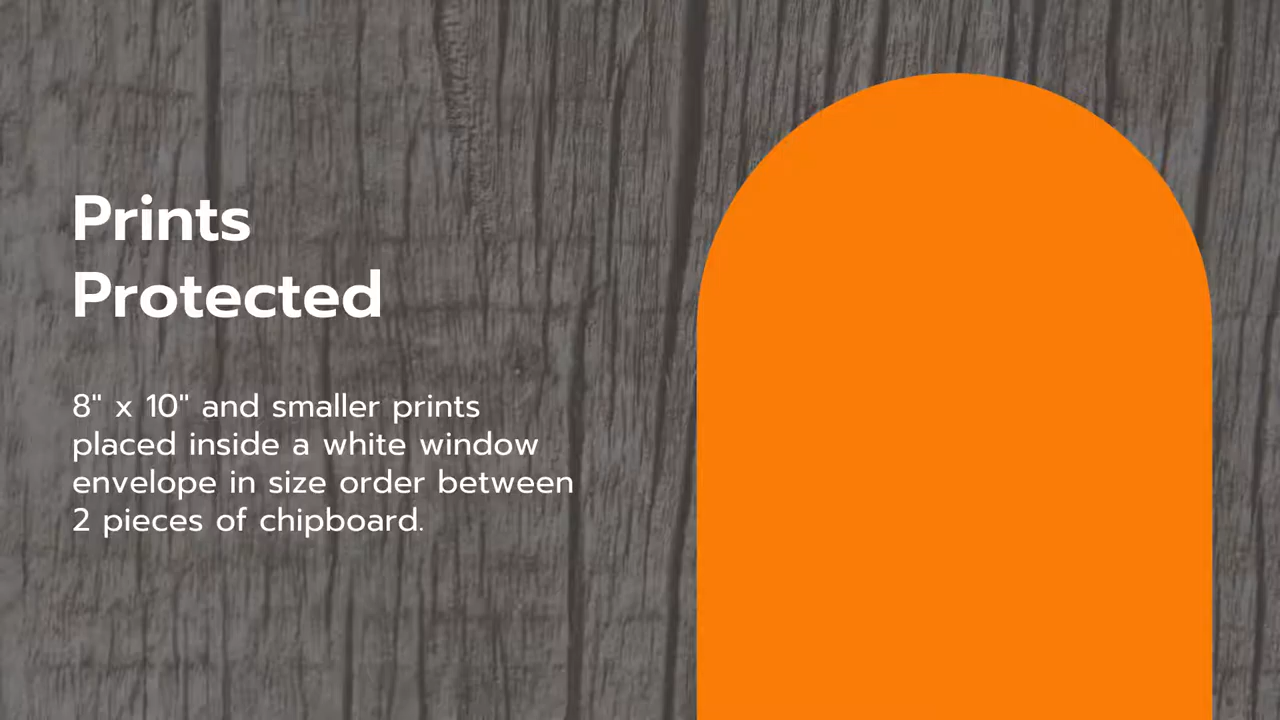 Prints
Protected
8" x 10" and smaller prints
placed inside a white window
envelope in size order between
2 pieces of chipboard.